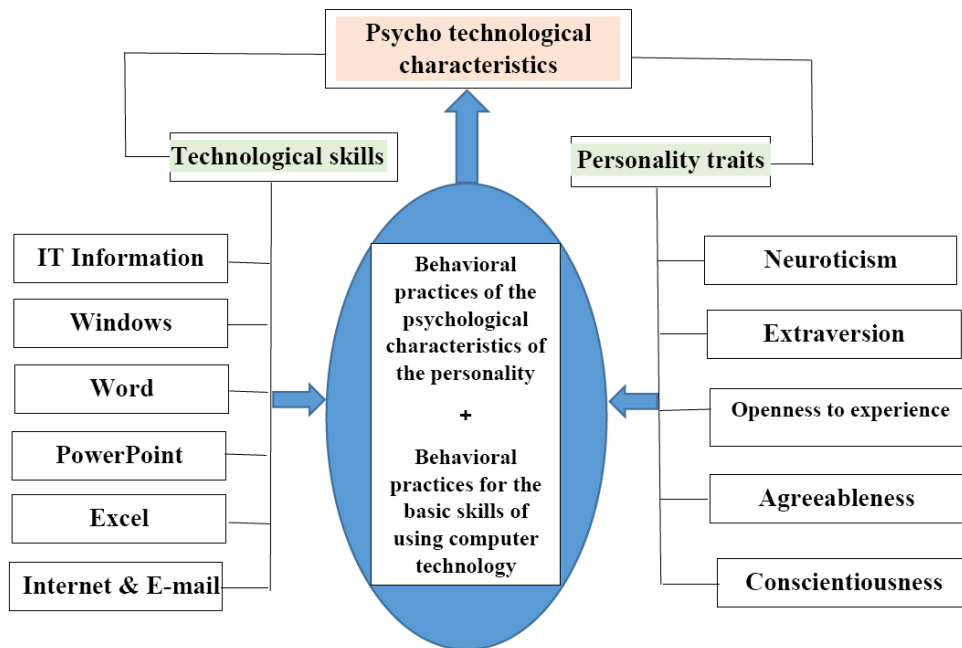 Psycho technological
characteristics
Technological skills
Personality traits
IT Information
Windows
Word
PowerPoint
Excel
Internet & E-mail
Behavioral
practices of the
psychological
characteristics of
the personality
+
Behavioral
practices for the
basic skills of
using computer
technology
Neuroticism
Extraversion
Openness to experience
Agreeableness
Conscientiousness